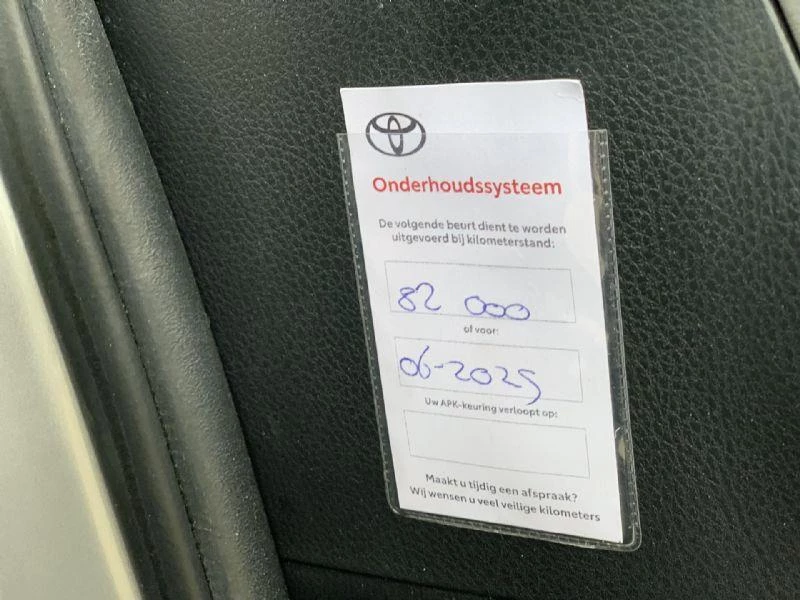 Onderhoudssysteem
De volgende beurt dient te worden
uitgevoerd bij kilometerstand:
82 000
of voor:
06-2025
Uw APK-keuring verloopt op:
Maakt u tijdig een afspraak?
Wij wensen u veel veilige kilometers